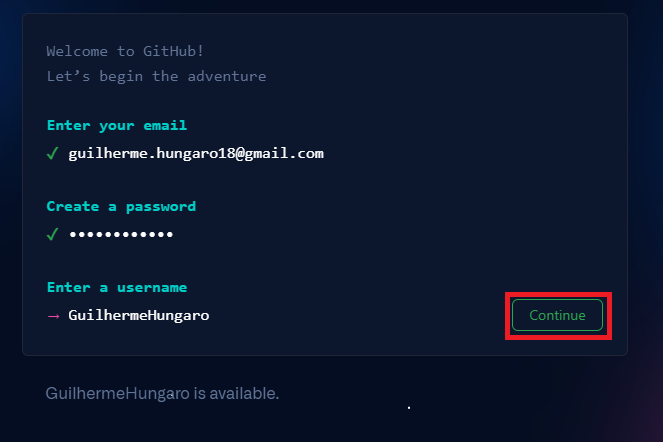 Welcome to GitHub!
Let’s begin the adventure
Enter your email
✓ guilherme.hungaro18@gmail.com
Create a password
✓ ••••••••••••
Enter a username
→ GuilhermeHungaro
Continue
GuilhermeHungaro is available.